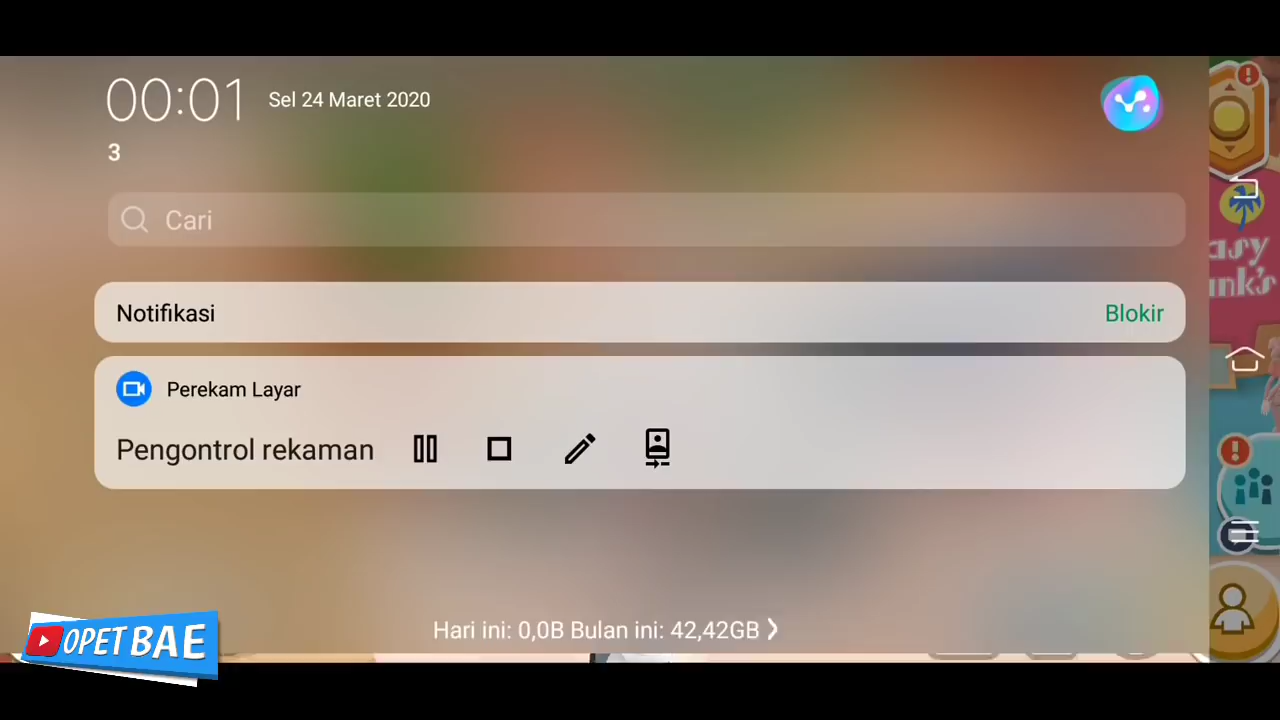 00:01
Sel 24 Maret 2020
3
Cari
Notifikasi
Blokir
Perekam Layar
Pengontrol rekaman
Hari ini: 0,0B Bulan ini: 42,42GB
OPET BAE